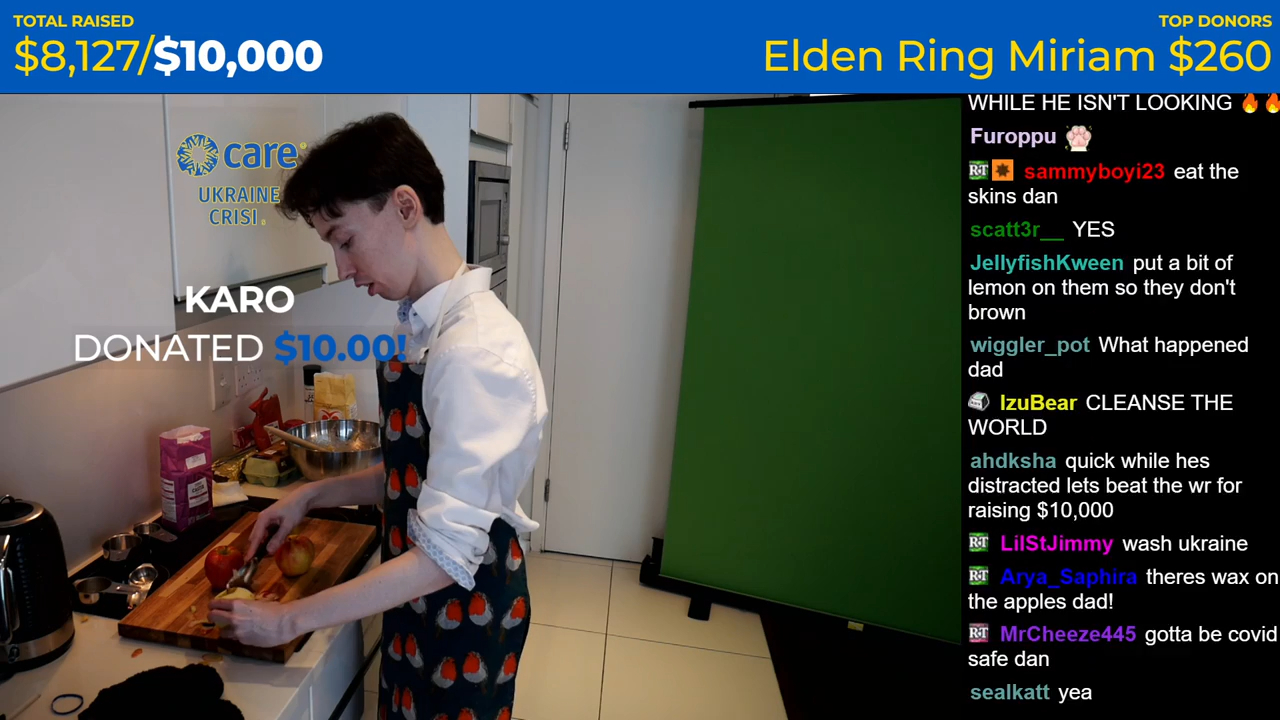 TOTAL RAISED
$8,127/$10,000
TOP DONORS
Elden Ring Miriam $260
care
UKRAINE
CRISI
KARO
DONATED $10.00!
WHILE HE ISN'T LOOKING 🔥🔥
Furoppu
sammyboyi23 eat the
skins dan
scatt3r__ YES
JellyfishKween put a bit of
lemon on them so they don't
brown
wiggler_pot What happened
dad
IzuBear CLEANSE THE
WORLD
ahdksha quick while hes
distracted lets beat the wr for
raising $10,000
LilStJimmy wash ukraine
Arya_Saphira theres wax on
the apples dad!
MrCheeze445 gotta be covid
safe dan
sealkatt yea